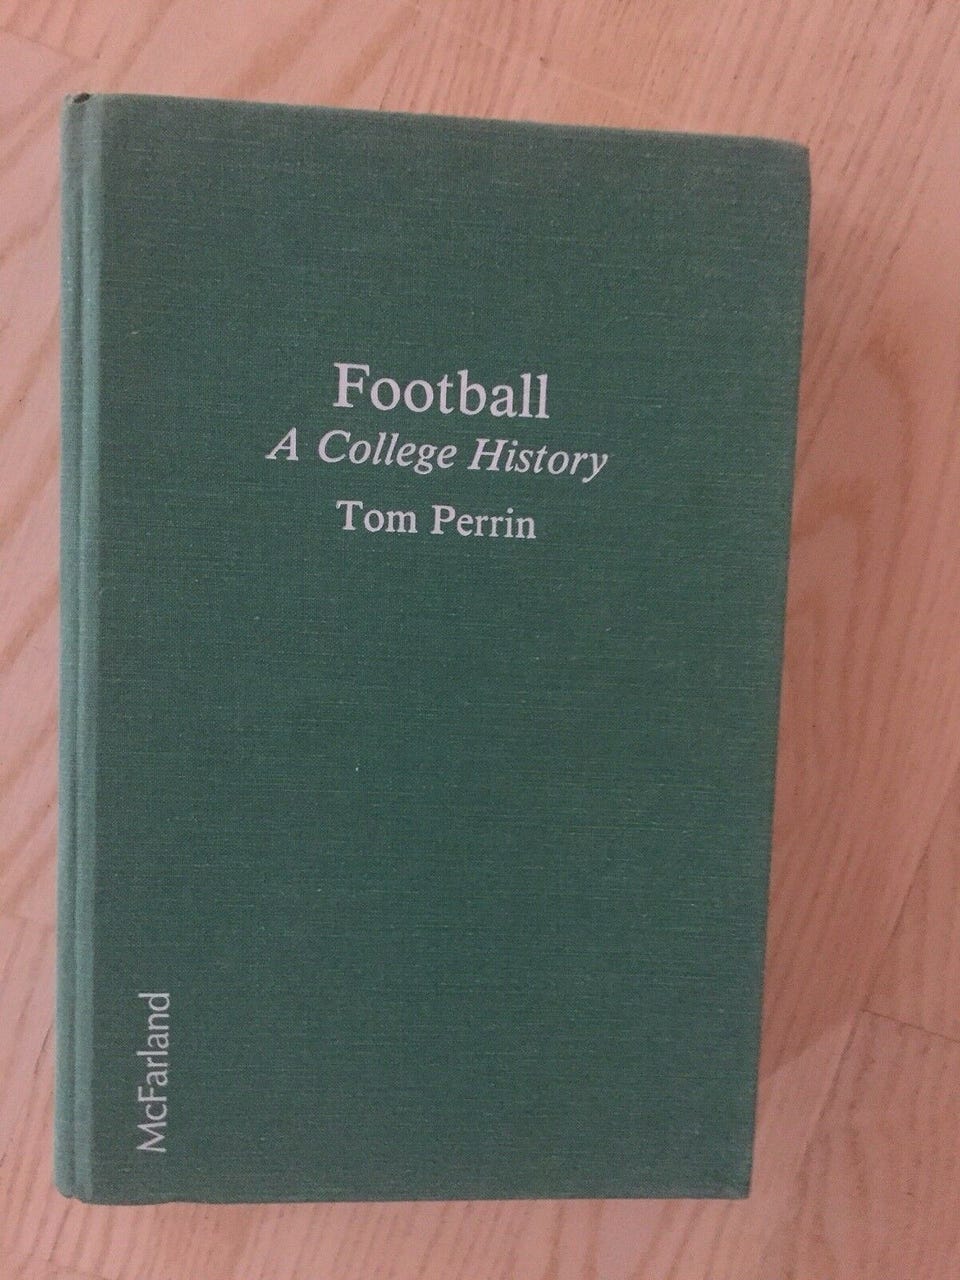 Football
A College History
Tom Perrin
McFarland